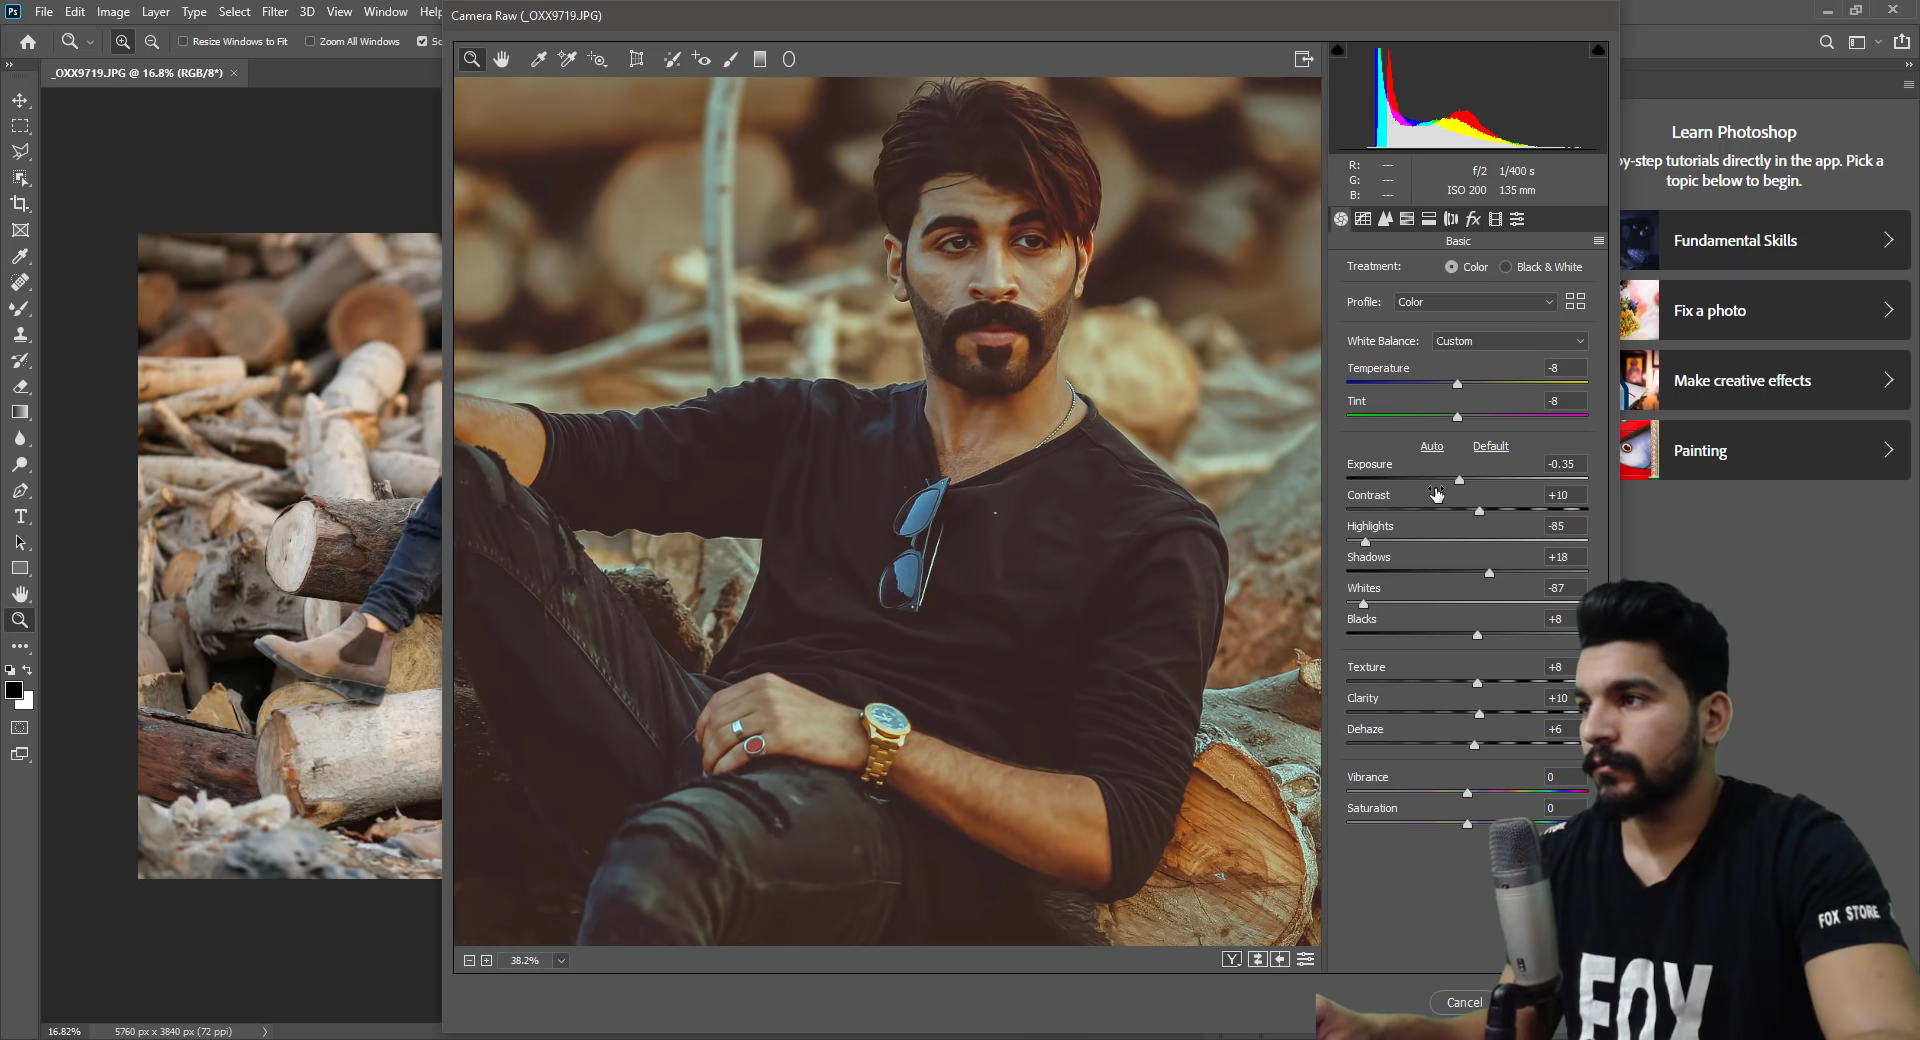 Ps File Edit Image Layer Type Select Filter 3D View Window Help
Camera Raw (_OXX9719.JPG)
Resize Windows to Fit Zoom All Windows
_OXX9719.JPG @ 16.8% (RGB/8*) ×
R: ---
G: ---
B: ---
f/2 1/400 s
ISO 200 135 mm
Basic
Treatment: Color Black & White
Profile: Color
White Balance: Custom
Temperature -8
Tint -8
Auto Default
Exposure -0.35
Contrast +10
Highlights -85
Shadows +18
Whites -87
Blacks +8
Texture +8
Clarity +10
Dehaze +6
Vibrance 0
Saturation 0
38.2%
Y
Cancel
Learn Photoshop
y-step tutorials directly in the app. Pick a
topic below to begin.
Fundamental Skills
Fix a photo
Make creative effects
Painting
FOX STORE
FOX
16.82% 5760 px x 3840 px (72 ppi)